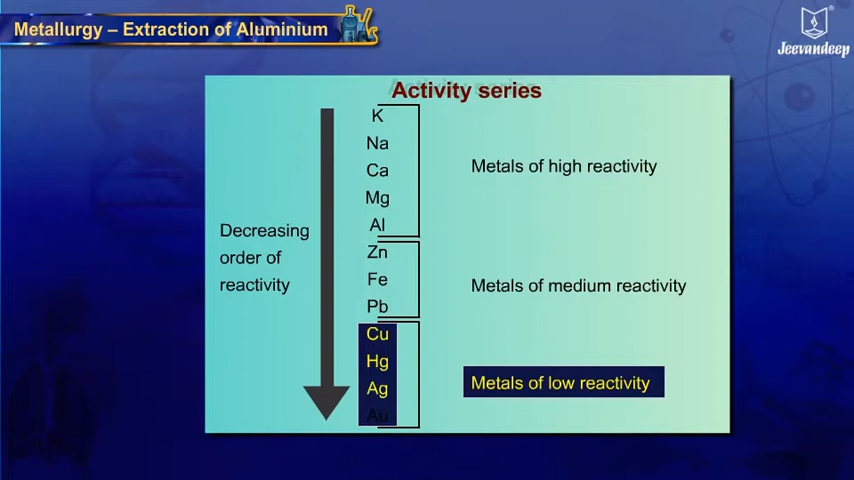 Metallurgy – Extraction of Aluminium
Jeevandeep
Activity series
K
Na
Ca
Mg
Al
Zn
Fe
Pb
Cu
Hg
Ag
Au
Metals of high reactivity
Decreasing
order of
reactivity
Metals of medium reactivity
Metals of low reactivity